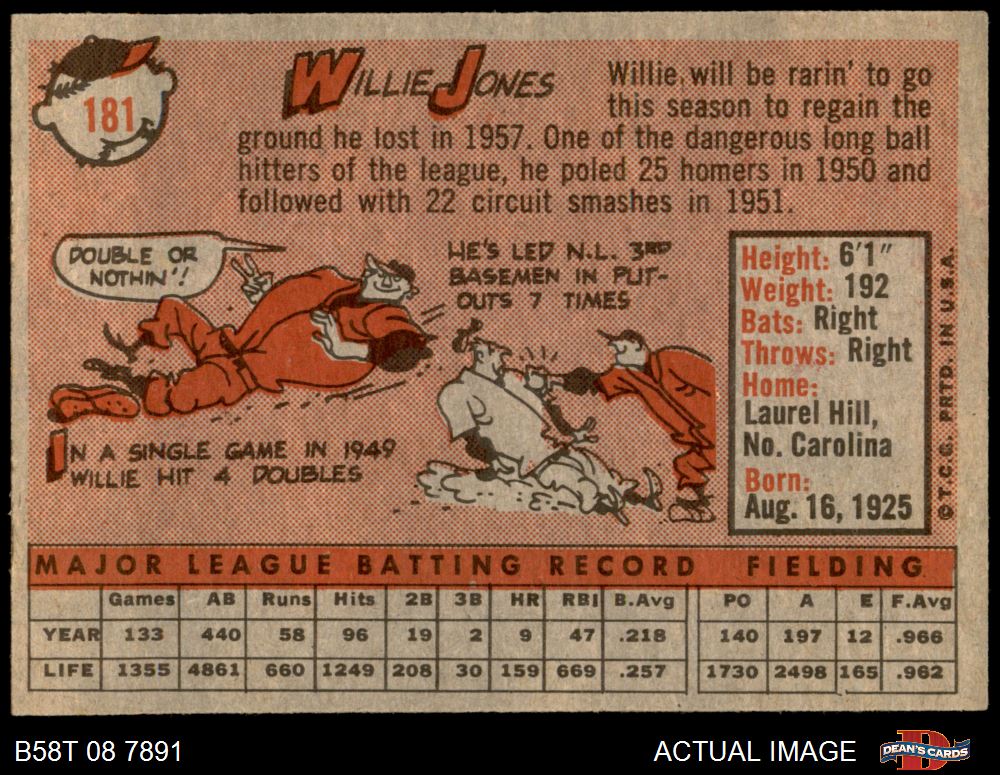 181
WILLIE JONES
Willie, will be rarin' to go
this season to regain the
ground he lost in 1957. One of the dangerous long ball
hitters of the league, he poled 25 homers in 1950 and
followed with 22 circuit smashes in 1951.
DOUBLE OR
NOTHIN'!
IN A SINGLE GAME IN 1949
WILLIE HIT 4 DOUBLES
HE'S LED N.L. 3RD
BASEMEN IN PUT-
OUTS 7 TIMES
Height: 6'1"
Weight: 192
Bats: Right
Throws: Right
Home:
Laurel Hill,
No. Carolina
Born:
Aug. 16, 1925
© T.C.G. PRTD. IN U.S.A.
MAJOR LEAGUE BATTING RECORD FIELDING
Games AB Runs Hits 2B 3B HR RBI B.Avg PO A E F.Avg
YEAR 133 440 58 96 19 2 9 47 .218 140 197 12 .966
LIFE 1355 4861 660 1249 208 30 159 669 .257 1730 2498 165 .962
B58T 08 7891
ACTUAL IMAGE
DEAN'S CARDS